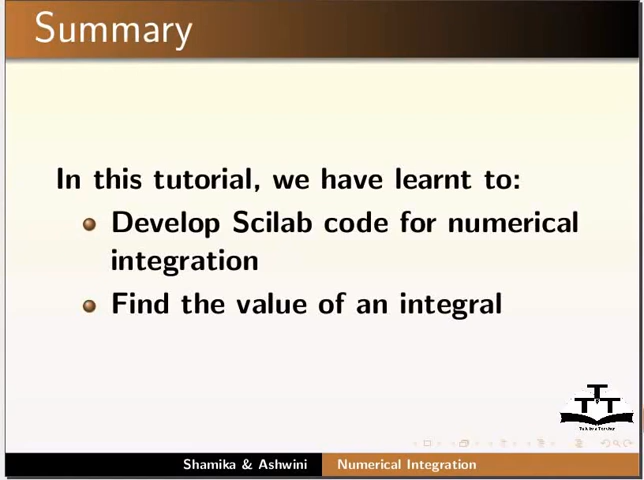 Summary
In this tutorial, we have learnt to:
Develop Scilab code for numerical
integration
Find the value of an integral
TTT
Shamika & Ashwini Numerical Integration